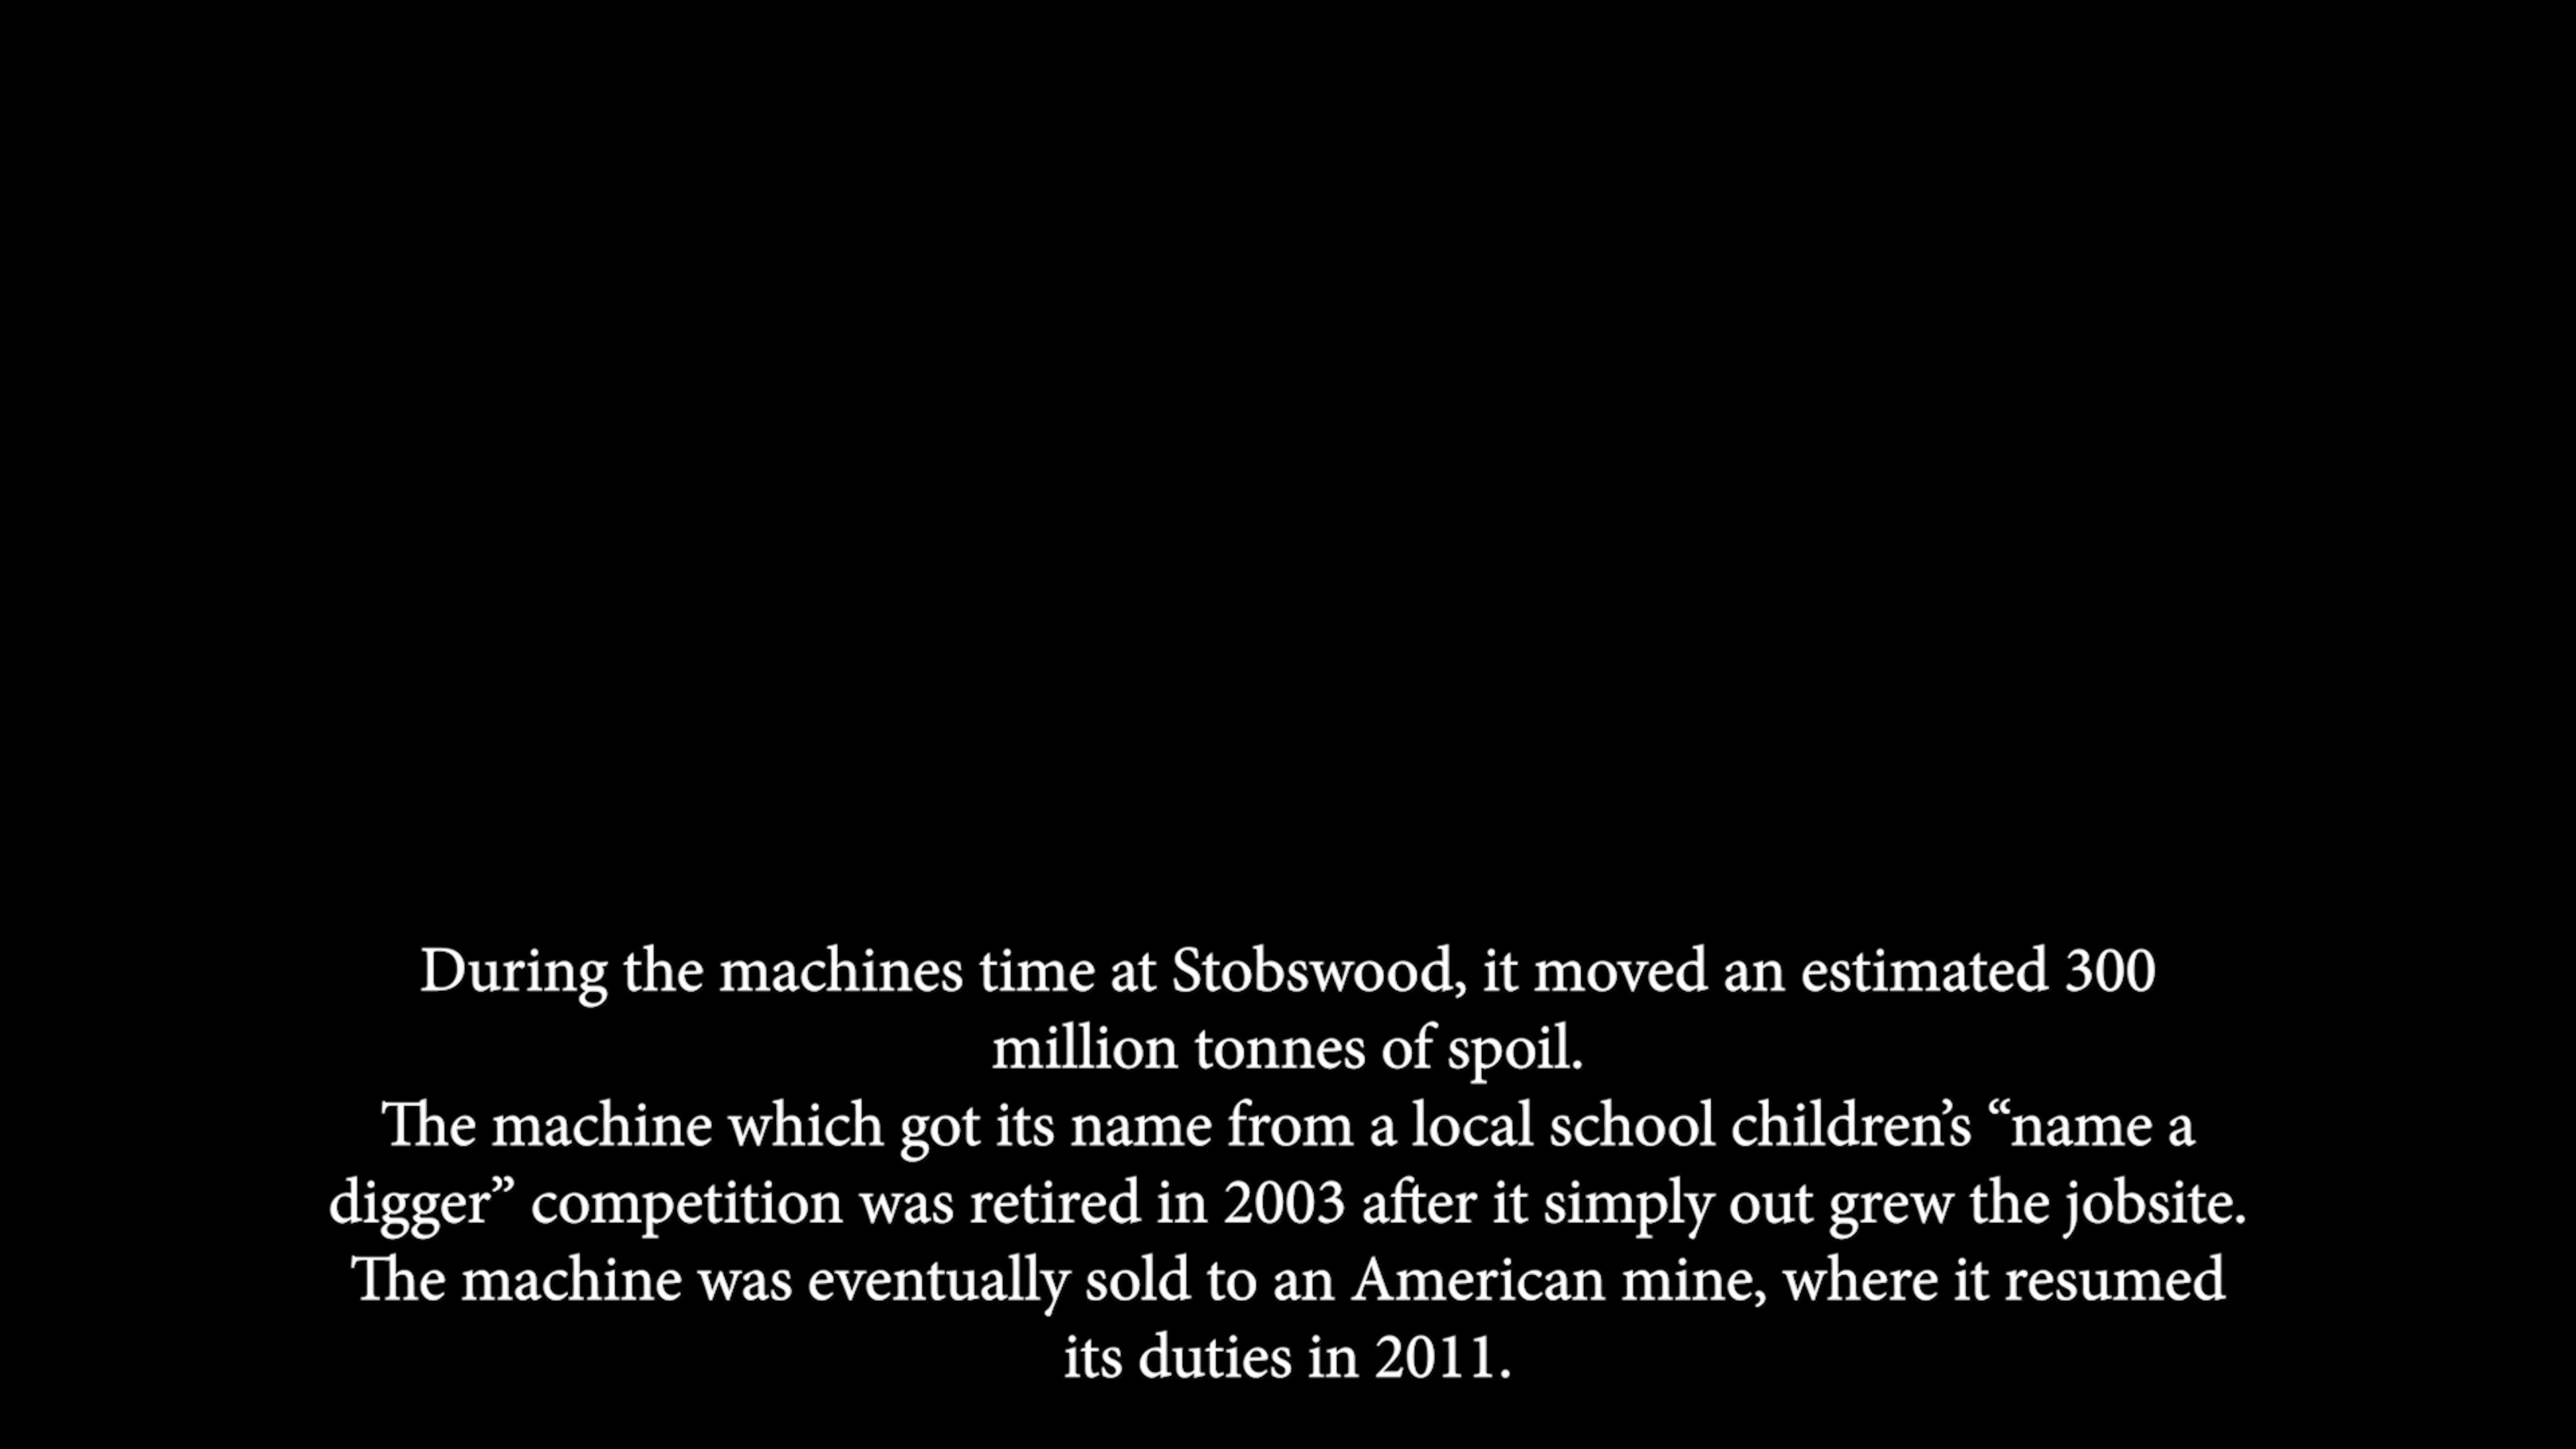 During the machines time at Stobswood, it moved an estimated 300
million tonnes of spoil.
The machine which got its name from a local school children’s “name a
digger” competition was retired in 2003 after it simply out grew the jobsite.
The machine was eventually sold to an American mine, where it resumed
its duties in 2011.